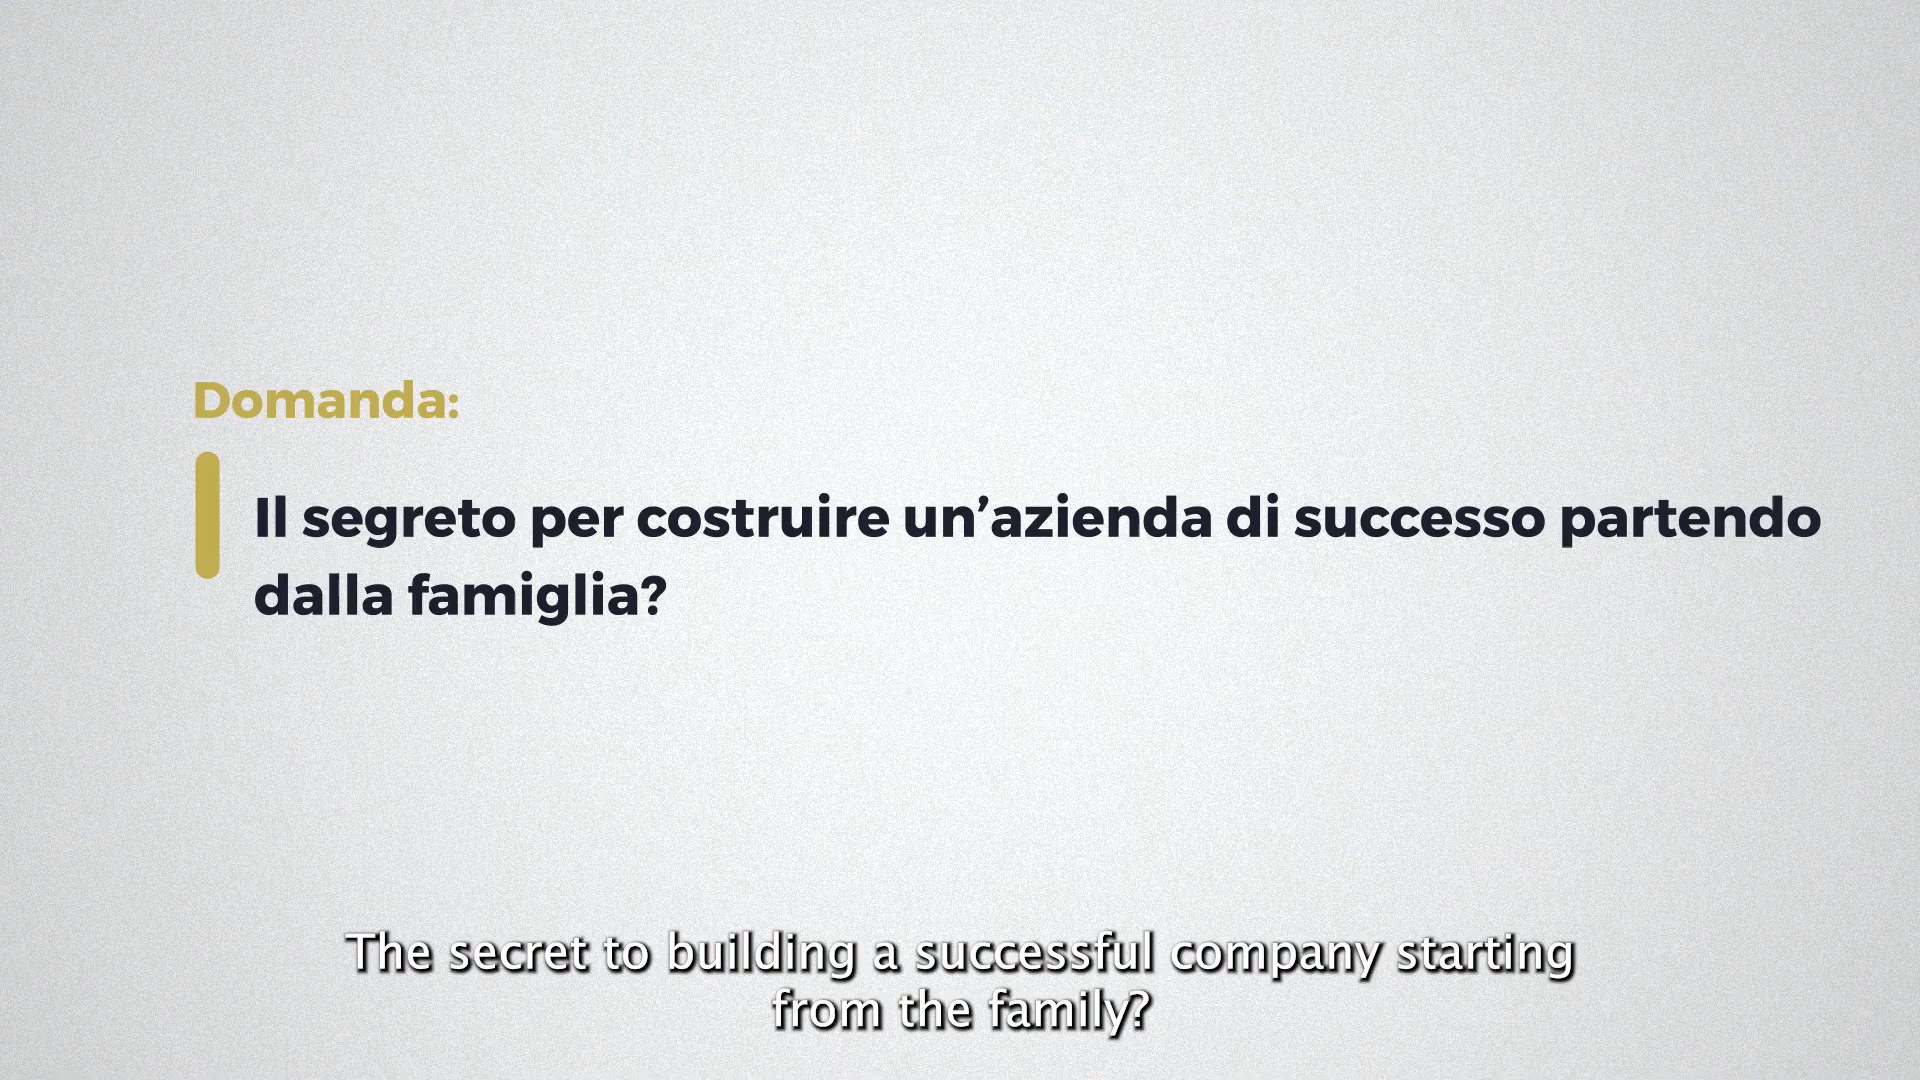 Domanda:
Il segreto per costruire un’azienda di successo partendo
dalla famiglia?
The secret to building a successful company starting
from the family?